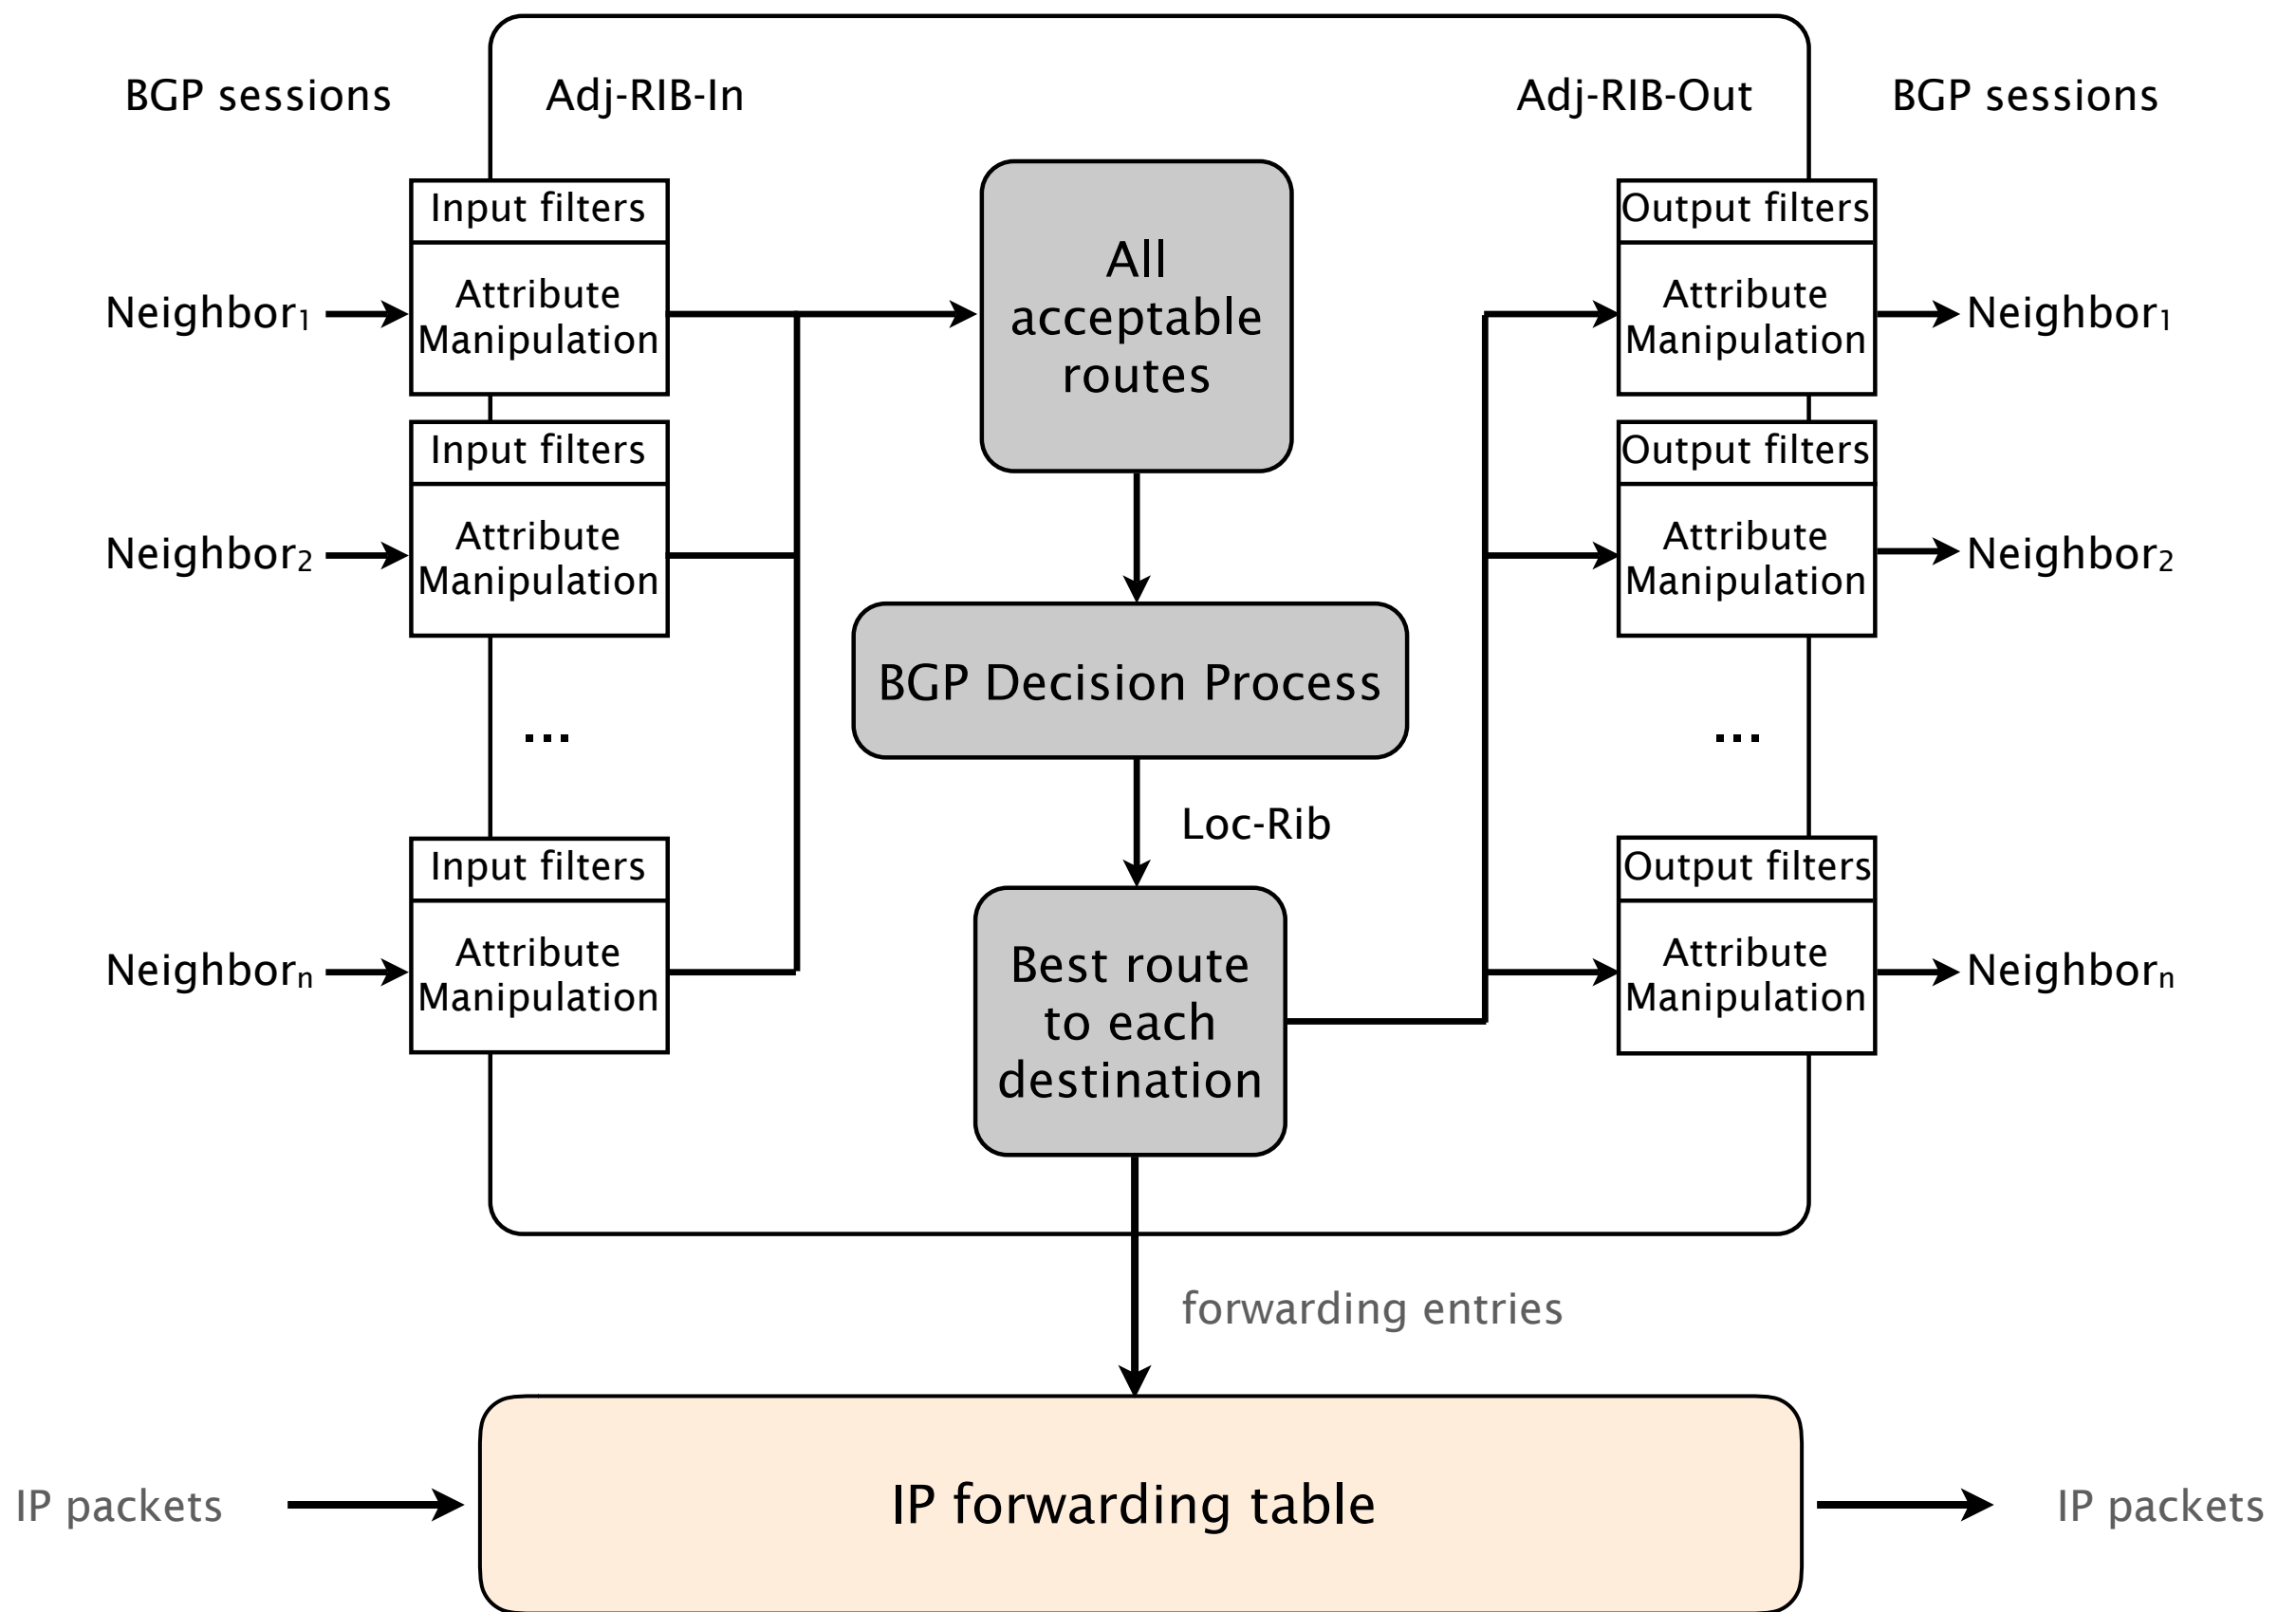 BGP sessions
Adj-RIB-In
Adj-RIB-Out
BGP sessions
Input filters
Attribute
Manipulation
Neighbor1
Input filters
Attribute
Manipulation
Neighbor2
...
Input filters
Attribute
Manipulation
Neighborn
All
acceptable
routes
BGP Decision Process
Loc-Rib
Best route
to each
destination
Output filters
Attribute
Manipulation
Neighbor1
Output filters
Attribute
Manipulation
Neighbor2
...
Output filters
Attribute
Manipulation
Neighborn
forwarding entries
IP packets
IP forwarding table
IP packets